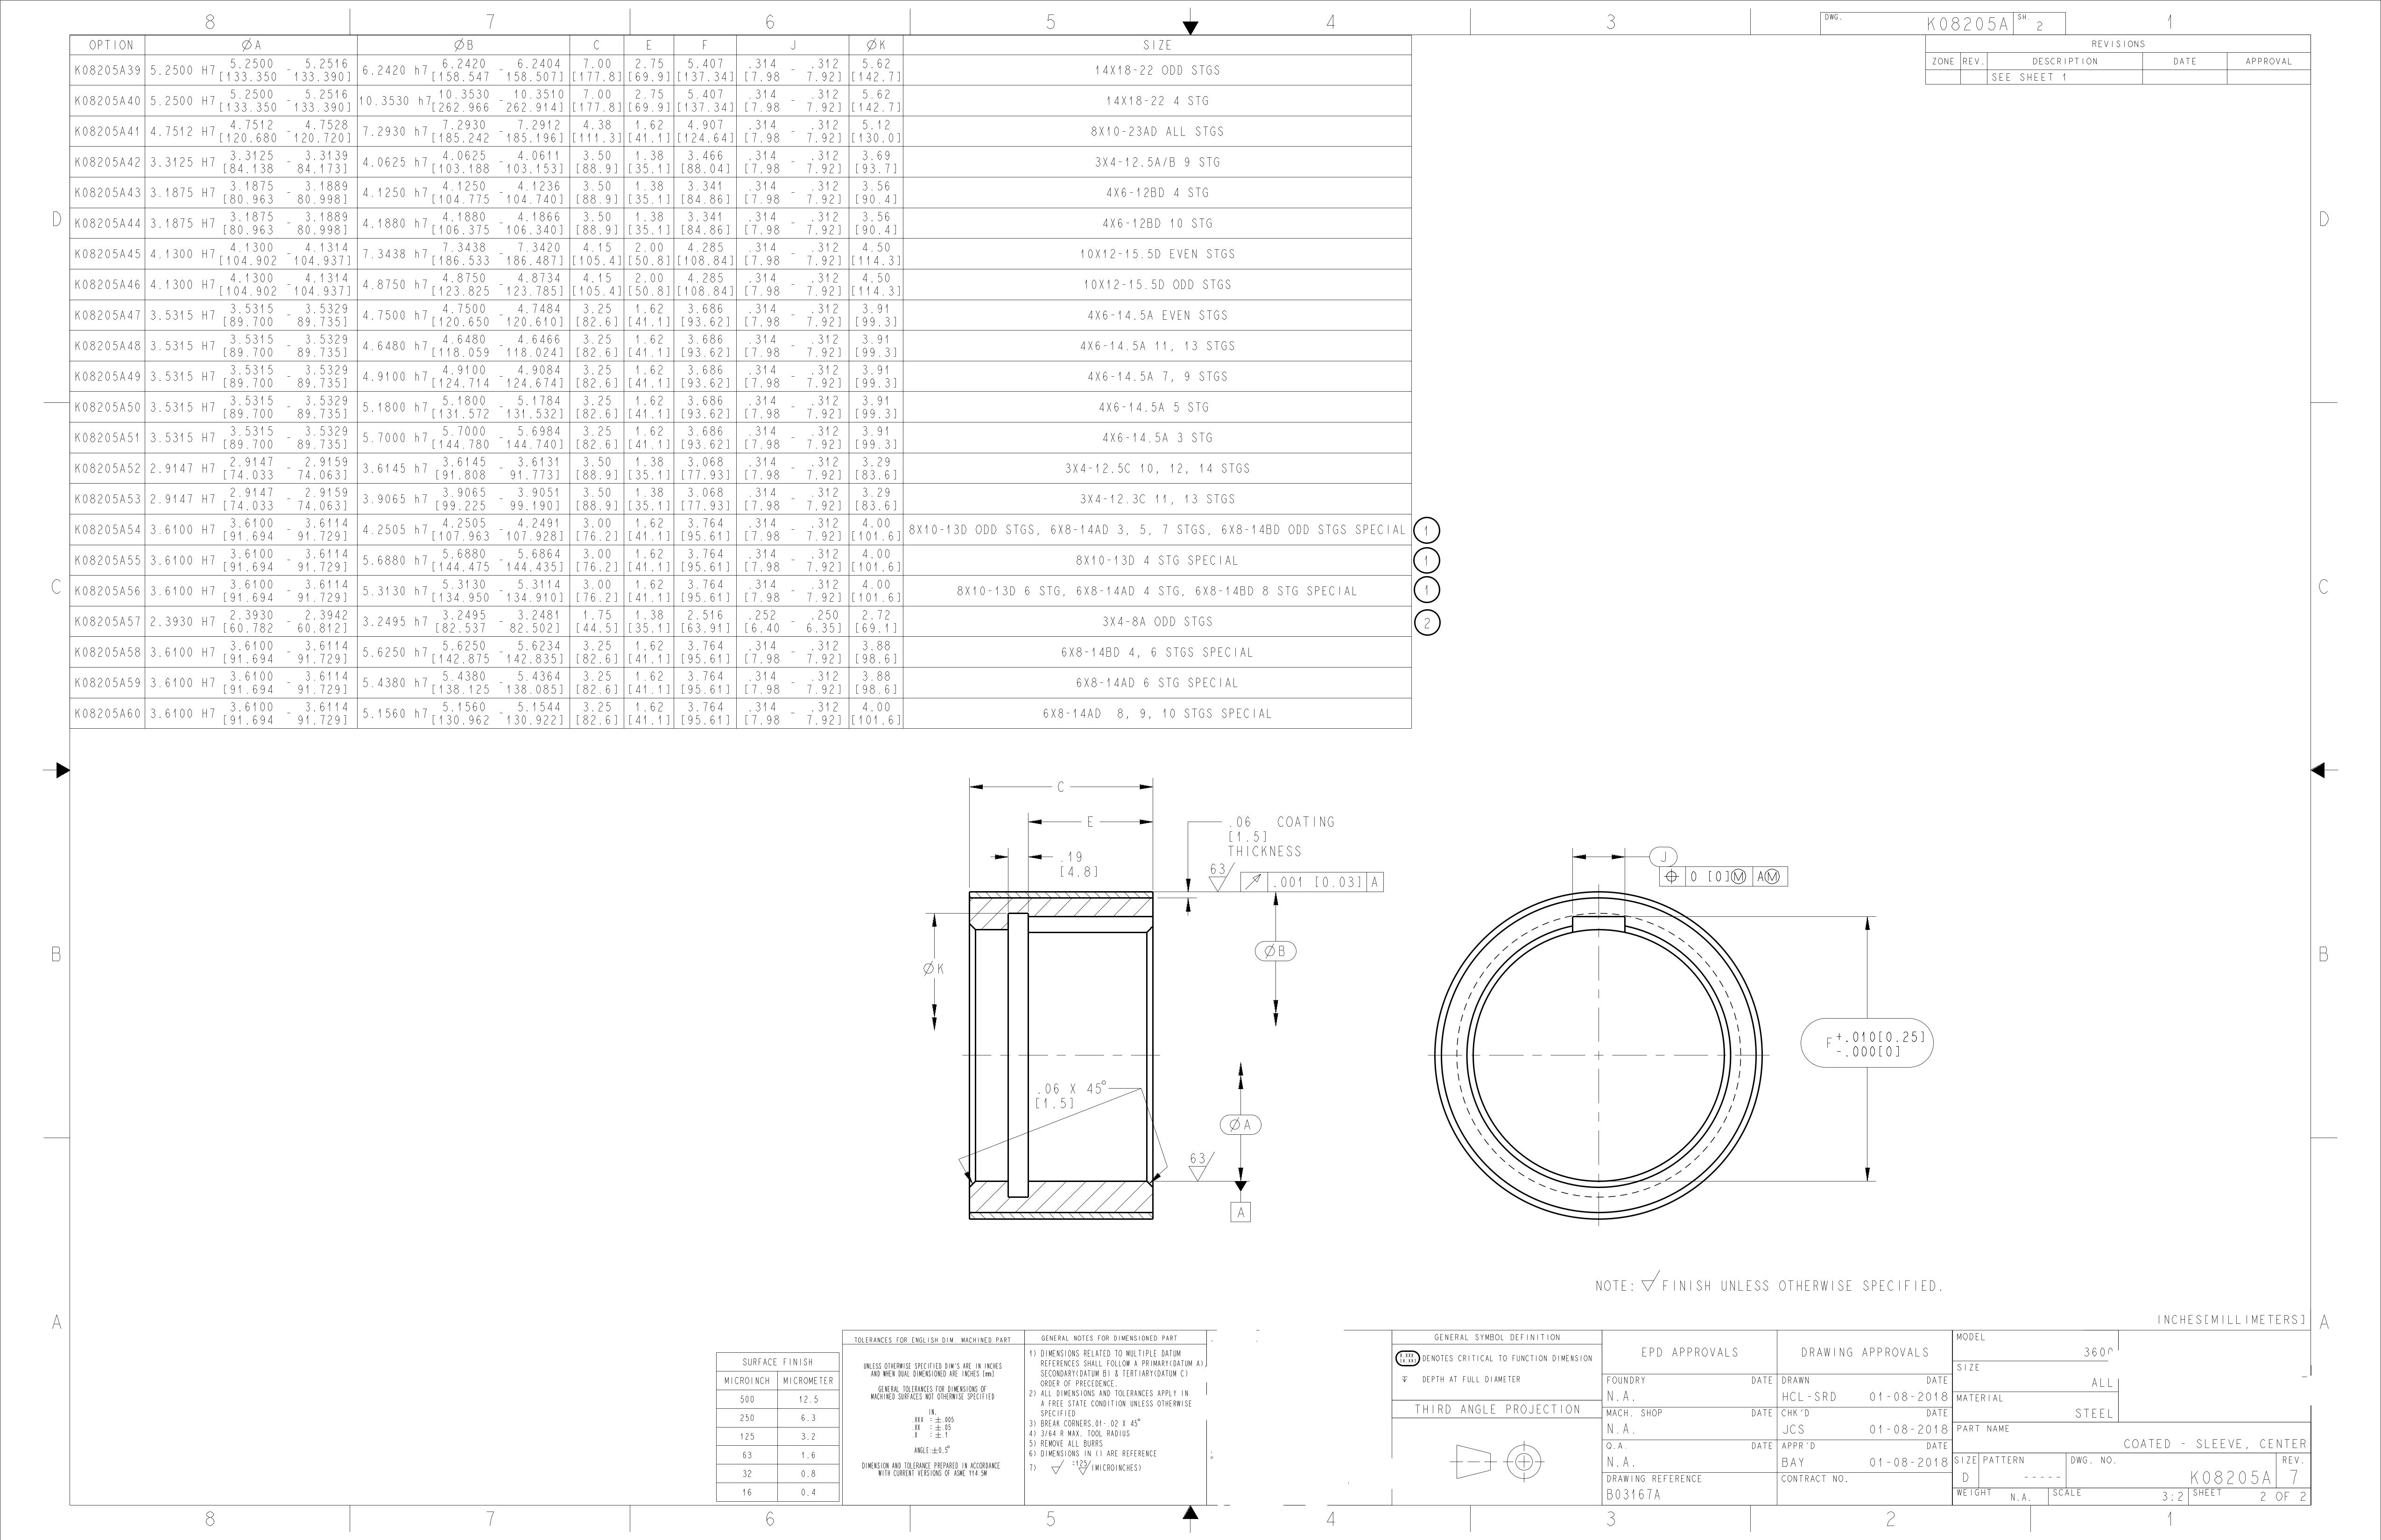 8 7 6 5 4 3 1
DWG. K08205A SH. 2
REVISIONS
ZONE REV. DESCRIPTION DATE APPROVAL
SEE SHEET 1
OPTION ØA ØB C E F J ØK SIZE
K08205A39 5.2500 H7 5.2500 - 5.2516 6.2420 h7 6.2420 - 6.2404 7.00 2.75 5.407 .314 - .312 5.62 14X18-22 ODD STGS
[133.350 133.390] [158.547 158.507] [177.8] [69.9] [137.34] [7.98 7.92] [142.7]
K08205A40 5.2500 H7 5.2500 - 5.2516 10.3530 h7 10.3530 - 10.3510 7.00 2.75 5.407 .314 - .312 5.62 14X18-22 4 STG
[133.350 133.390] [262.966 262.914] [177.8] [69.9] [137.34] [7.98 7.92] [142.7]
K08205A41 4.7512 H7 4.7512 - 4.7528 7.2930 h7 7.2930 - 7.2912 4.38 1.62 4.907 .314 - .312 5.12 8X10-23AD ALL STGS
[120.680 120.720] [185.242 185.196] [111.3] [41.1] [124.64] [7.98 7.92] [130.0]
K08205A42 3.3125 H7 3.3125 - 3.3139 4.0625 h7 4.0625 - 4.0611 3.50 1.38 3.466 .314 - .312 3.69 3X4-12.5A/B 9 STG
[84.138 84.173] [103.188 103.153] [88.9] [35.1] [88.04] [7.98 7.92] [93.7]
K08205A43 3.1875 H7 3.1875 - 3.1889 4.1250 h7 4.1250 - 4.1236 3.50 1.38 3.341 .314 - .312 3.56 4X6-12BD 4 STG
[80.963 80.998] [104.775 104.740] [88.9] [35.1] [84.86] [7.98 7.92] [90.4]
K08205A44 3.1875 H7 3.1875 - 3.1889 4.1880 h7 4.1880 - 4.1866 3.50 1.38 3.341 .314 - .312 3.56 4X6-12BD 10 STG
[80.963 80.998] [106.375 106.340] [88.9] [35.1] [84.86] [7.98 7.92] [90.4]
K08205A45 4.1300 H7 4.1300 - 4.1314 7.3438 h7 7.3438 - 7.3420 4.15 2.00 4.285 .314 - .312 4.50 10X12-15.5D EVEN STGS
[104.902 104.937] [186.533 186.487] [105.4] [50.8] [108.84] [7.98 7.92] [114.3]
K08205A46 4.1300 H7 4.1300 - 4.1314 4.8750 h7 4.8750 - 4.8734 4.15 2.00 4.285 .314 - .312 4.50 10X12-15.5D ODD STGS
[104.902 104.937] [123.825 123.785] [105.4] [50.8] [108.84] [7.98 7.92] [114.3]
K08205A47 3.5315 H7 3.5315 - 3.5329 4.7500 h7 4.7500 - 4.7484 3.25 1.62 3.686 .314 - .312 3.91 4X6-14.5A EVEN STGS
[89.700 89.735] [120.650 120.610] [82.6] [41.1] [93.62] [7.98 7.92] [99.3]
K08205A48 3.5315 H7 3.5315 - 3.5329 4.6480 h7 4.6480 - 4.6466 3.25 1.62 3.686 .314 - .312 3.91 4X6-14.5A 11, 13 STGS
[89.700 89.735] [118.059 118.024] [82.6] [41.1] [93.62] [7.98 7.92] [99.3]
K08205A49 3.5315 H7 3.5315 - 3.5329 4.9100 h7 4.9100 - 4.9084 3.25 1.62 3.686 .314 - .312 3.91 4X6-14.5A 7, 9 STGS
[89.700 89.735] [124.714 124.674] [82.6] [41.1] [93.62] [7.98 7.92] [99.3]
K08205A50 3.5315 H7 3.5315 - 3.5329 5.1800 h7 5.1800 - 5.1784 3.25 1.62 3.686 .314 - .312 3.91 4X6-14.5A 5 STG
[89.700 89.735] [131.572 131.532] [82.6] [41.1] [93.62] [7.98 7.92] [99.3]
K08205A51 3.5315 H7 3.5315 - 3.5329 5.7000 h7 5.7000 - 5.6984 3.25 1.62 3.686 .314 - .312 3.91 4X6-14.5A 3 STG
[89.700 89.735] [144.780 144.740] [82.6] [41.1] [93.62] [7.98 7.92] [99.3]
K08205A52 2.9147 H7 2.9147 - 2.9159 3.6145 h7 3.6145 - 3.6131 3.50 1.38 3.068 .314 - .312 3.29 3X4-12.5C 10, 12, 14 STGS
[74.033 74.063] [91.808 91.773] [88.9] [35.1] [77.93] [7.98 7.92] [83.6]
K08205A53 2.9147 H7 2.9147 - 2.9159 3.9065 h7 3.9065 - 3.9051 3.50 1.38 3.068 .314 - .312 3.29 3X4-12.3C 11, 13 STGS
[74.033 74.063] [99.225 99.190] [88.9] [35.1] [77.93] [7.98 7.92] [83.6]
K08205A54 3.6100 H7 3.6100 - 3.6114 4.2505 h7 4.2505 - 4.2491 3.00 1.62 3.764 .314 - .312 4.00 8X10-13D ODD STGS, 6X8-14AD 3, 5, 7 STGS, 6X8-14BD ODD STGS SPECIAL 1
[91.694 91.729] [107.963 107.928] [76.2] [41.1] [95.61] [7.98 7.92] [101.6]
K08205A55 3.6100 H7 3.6100 - 3.6114 5.6880 h7 5.6880 - 5.6864 3.00 1.62 3.764 .314 - .312 4.00 8X10-13D 4 STG SPECIAL 1
[91.694 91.729] [144.475 144.435] [76.2] [41.1] [95.61] [7.98 7.92] [101.6]
K08205A56 3.6100 H7 3.6100 - 3.6114 5.3130 h7 5.3130 - 5.3114 3.00 1.62 3.764 .314 - .312 4.00 8X10-13D 6 STG, 6X8-14AD 4 STG, 6X8-14BD 8 STG SPECIAL 1
[91.694 91.729] [134.950 134.910] [76.2] [41.1] [95.61] [7.98 7.92] [101.6]
K08205A57 2.3930 H7 2.3930 - 2.3942 3.2495 h7 3.2495 - 3.2481 1.75 1.38 2.516 .252 - .250 2.72 3X4-8A ODD STGS 2
[60.782 60.812] [82.537 82.502] [44.5] [35.1] [63.91] [6.40 6.35] [69.1]
K08205A58 3.6100 H7 3.6100 - 3.6114 5.6250 h7 5.6250 - 5.6234 3.25 1.62 3.764 .314 - .312 3.88 6X8-14BD 4, 6 STGS SPECIAL
[91.694 91.729] [142.875 142.835] [82.6] [41.1] [95.61] [7.98 7.92] [98.6]
K08205A59 3.6100 H7 3.6100 - 3.6114 5.4380 h7 5.4380 - 5.4364 3.25 1.62 3.764 .314 - .312 3.88 6X8-14AD 6 STG SPECIAL
[91.694 91.729] [138.125 138.085] [82.6] [41.1] [95.61] [7.98 7.92] [98.6]
K08205A60 3.6100 H7 3.6100 - 3.6114 5.1560 h7 5.1560 - 5.1544 3.25 1.62 3.764 .314 - .312 4.00 6X8-14AD 8, 9, 10 STGS SPECIAL
[91.694 91.729] [130.962 130.922] [82.6] [41.1] [95.61] [7.98 7.92] [101.6]
D D
C C
B B
A A
C
E
.06 COATING
[1.5]
THICKNESS
.19
[4.8]
63
.001 [0.03] A
J
0 [0]Ⓜ AⓂ
ØB
ØK
F +.010[0.25]
-.000[0]
.06 X 45°
[1.5]
ØA
63
A
NOTE: FINISH UNLESS OTHERWISE SPECIFIED.
INCHES[MILLIMETERS]
SURFACE FINISH
MICROINCH MICROMETER
500 12.5
250 6.3
125 3.2
63 1.6
32 0.8
16 0.4
TOLERANCES FOR ENGLISH DIM. MACHINED PART
UNLESS OTHERWISE SPECIFIED DIM'S ARE IN INCHES
AND WHEN DUAL DIMENSIONED ARE INCHES [mm]
GENERAL TOLERANCES FOR DIMENSIONS OF
MACHINED SURFACES NOT OTHERWISE SPECIFIED
IN.
.XXX : ±.005
.XX : ±.05
.X : ±.1
ANGLE:±0.5°
DIMENSION AND TOLERANCE PREPARED IN ACCORDANCE
WITH CURRENT VERSIONS OF ASME Y14.5M
GENERAL NOTES FOR DIMENSIONED PART
1) DIMENSIONS RELATED TO MULTIPLE DATUM
REFERENCES SHALL FOLLOW A PRIMARY(DATUM A),
SECONDARY(DATUM B) & TERTIARY(DATUM C)
ORDER OF PRECEDENCE.
2) ALL DIMENSIONS AND TOLERANCES APPLY IN
A FREE STATE CONDITION UNLESS OTHERWISE
SPECIFIED
3) BREAK CORNERS.01-.02 X 45°
4) 3/64 R MAX. TOOL RADIUS
5) REMOVE ALL BURRS
6) DIMENSIONS IN () ARE REFERENCE
7) =125/(MICROINCHES)
GENERAL SYMBOL DEFINITION
X.XXX [X.XX] DENOTES CRITICAL TO FUNCTION DIMENSION
DEPTH AT FULL DIAMETER
THIRD ANGLE PROJECTION
EPD APPROVALS
FOUNDRY DATE
N.A.
MACH. SHOP DATE
N.A.
Q.A. DATE
N.A.
DRAWING REFERENCE
B03167A
DRAWING APPROVALS
DRAWN DATE
HCL-SRD 01-08-2018
CHK'D DATE
JCS 01-08-2018
APPR'D DATE
BAY 01-08-2018
CONTRACT NO.
MODEL
3600
SIZE
ALL
MATERIAL
STEEL
PART NAME
COATED - SLEEVE, CENTER
SIZE PATTERN DWG. NO. REV.
D ----- K08205A 7
WEIGHT N.A. SCALE 3:2 SHEET 2 OF 2
8 7 6 5 4 3 2 1